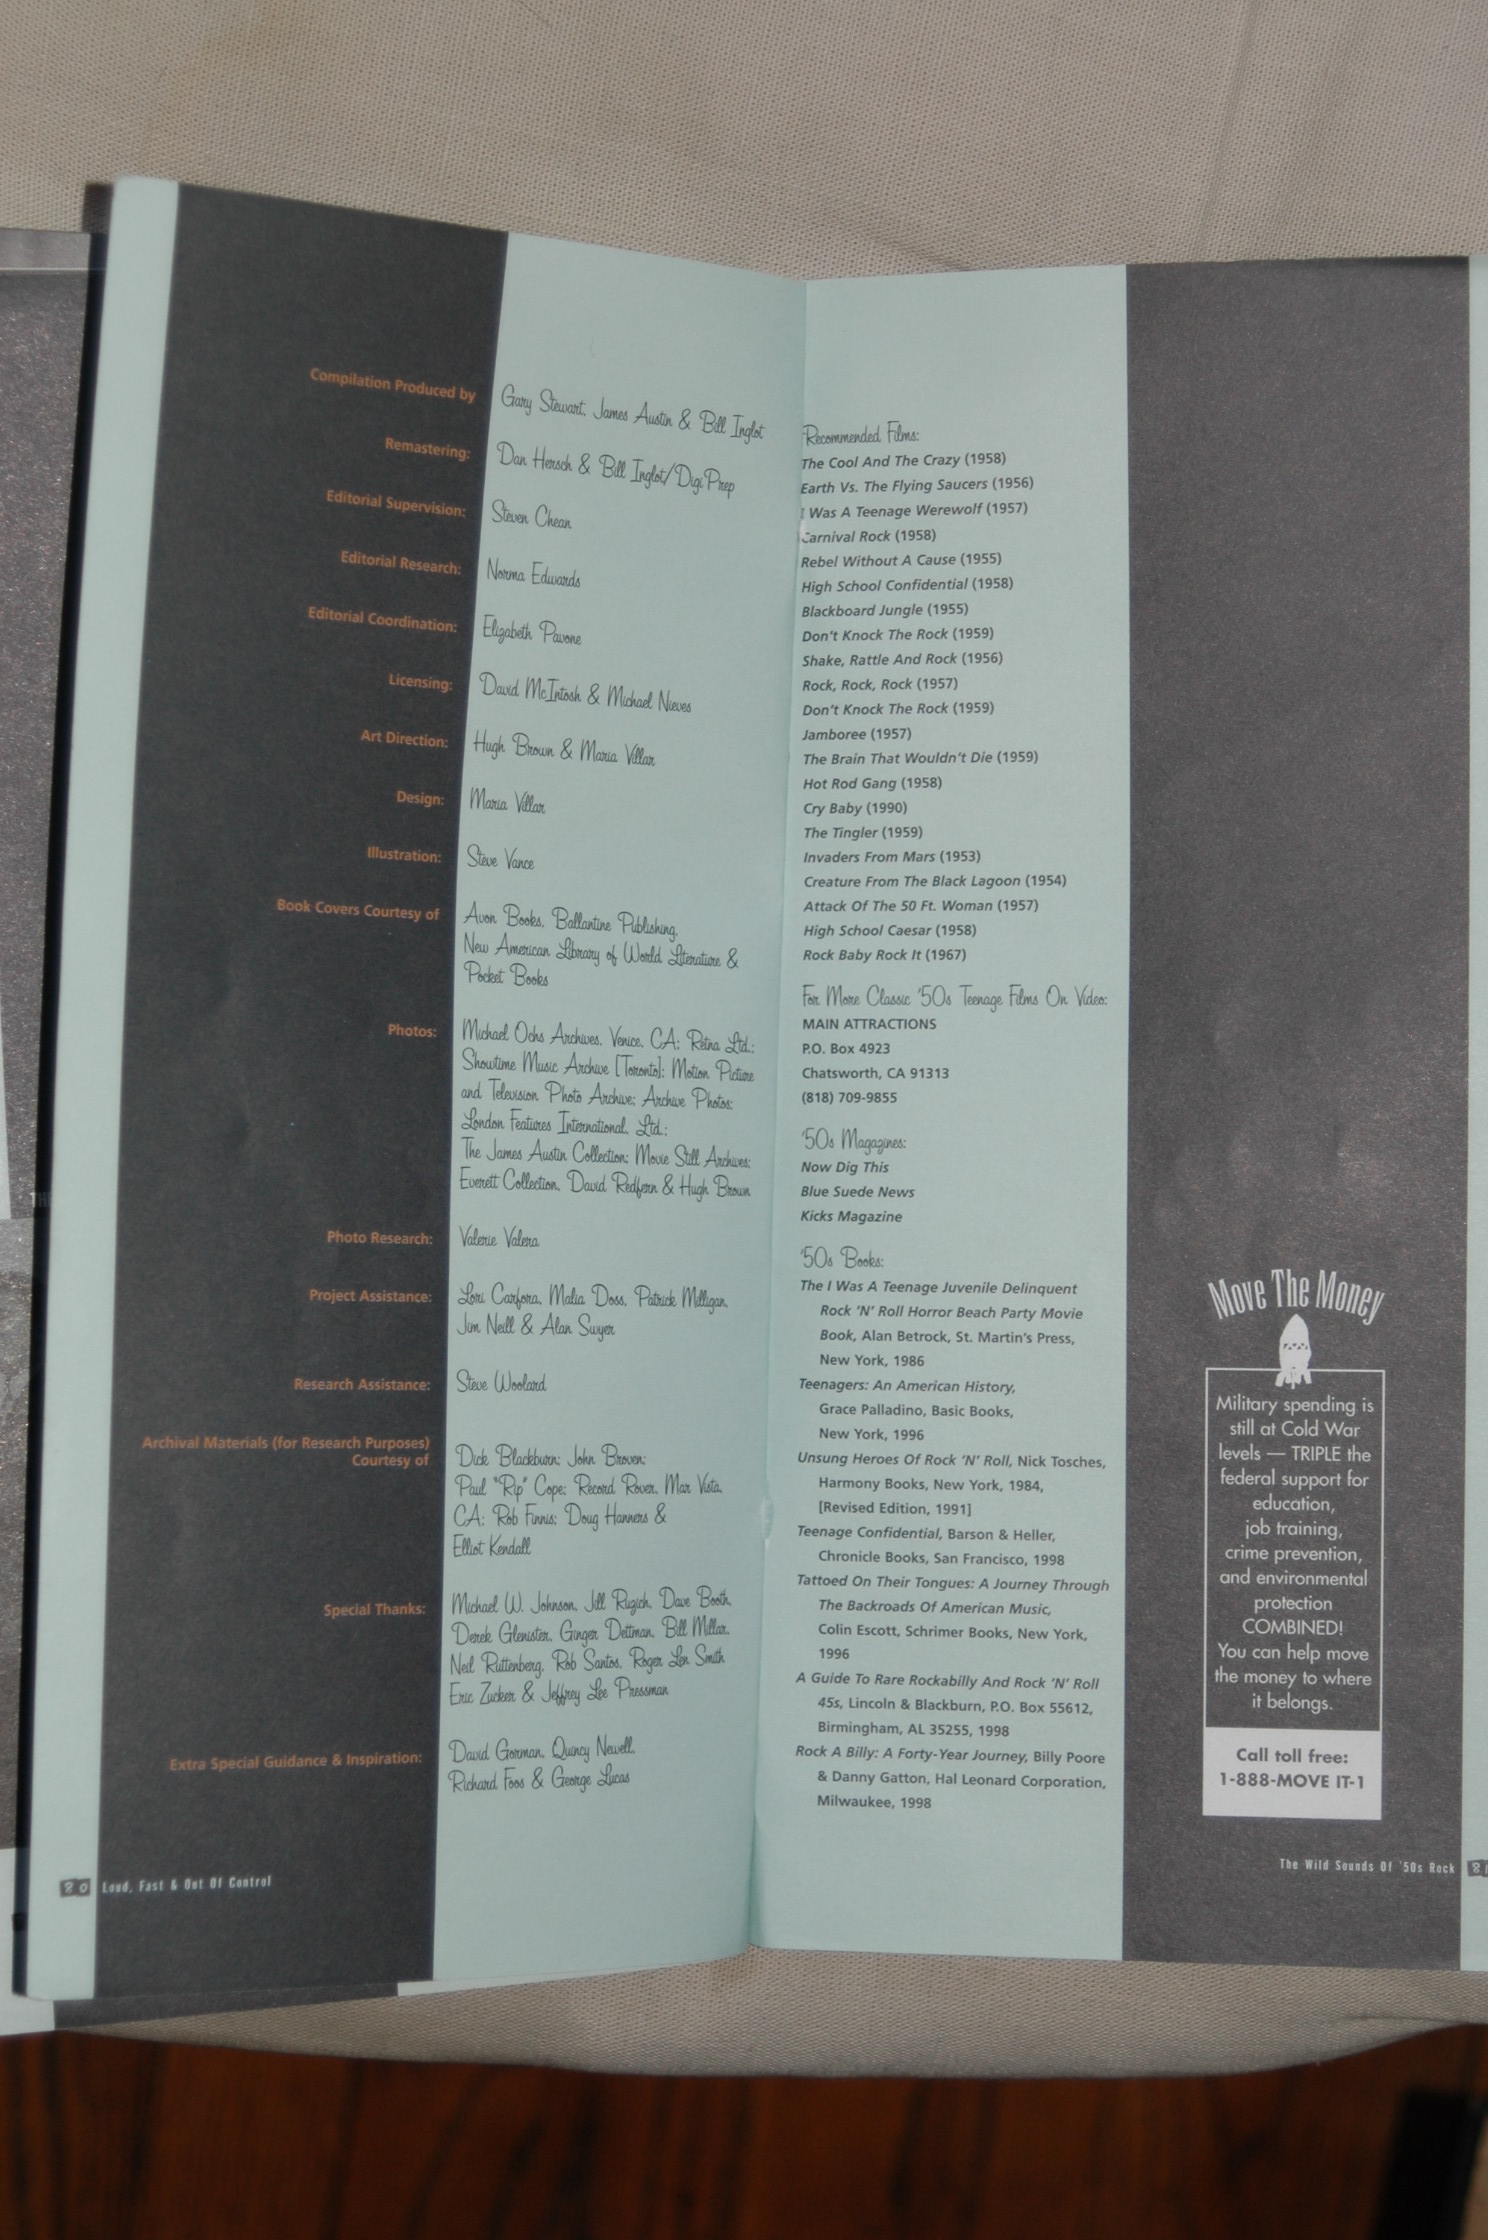 Compilation Produced by
Gary Stewart, James Austin & Bill Inglot
Remastering:
Dan Hersch & Bill Inglot/DigiPrep
Editorial Supervision:
Steven Chean
Editorial Research:
Norma Edwards
Editorial Coordination:
Elizabeth Pavone
Licensing:
David McIntosh & Michael Nieves
Art Direction:
Hugh Brown & Maria Villar
Design:
Maria Villar
Illustration:
Steve Vance
Book Covers Courtesy of
Avon Books, Ballantine Publishing,
New American Library of World Literature &
Pocket Books
Photos:
Michael Ochs Archives, Venice, CA; Retna Ltd.;
Showtime Music Archive [Toronto]; Motion Picture
and Television Photo Archive; Archive Photos;
London Features International, Ltd.;
The James Austin Collection; Movie Still Archives;
Everett Collection, David Redfern & Hugh Brown
Photo Research:
Valerie Valera
Project Assistance:
Lori Carfora, Malia Doss, Patrick Milligan,
Jim Neill & Alan Swyer
Research Assistance:
Steve Woolard
Archival Materials (for Research Purposes)
Courtesy of
Dick Blackburn; John Broven;
Paul "Rip" Cope; Record Rover, Mar Vista,
CA; Rob Finnis; Doug Hanners &
Elliot Kendall
Special Thanks:
Michael W. Johnson, Jill Ruzich, Dave Booth,
Derek Glenister, Ginger Dettman, Bill Millar,
Neil Ruttenberg, Rob Santos, Roger Len Smith
Eric Zucker & Jeffrey Lee Pressman
Extra Special Guidance & Inspiration:
David Gorman, Quincy Newell,
Richard Foos & George Lucas
80 Loud, Fast & Out Of Control
Recommended Films:
The Cool And The Crazy (1958)
Earth Vs. The Flying Saucers (1956)
I Was A Teenage Werewolf (1957)
Carnival Rock (1958)
Rebel Without A Cause (1955)
High School Confidential (1958)
Blackboard Jungle (1955)
Don't Knock The Rock (1959)
Shake, Rattle And Rock (1956)
Rock, Rock, Rock (1957)
Don't Knock The Rock (1959)
Jamboree (1957)
The Brain That Wouldn't Die (1959)
Hot Rod Gang (1958)
Cry Baby (1990)
The Tingler (1959)
Invaders From Mars (1953)
Creature From The Black Lagoon (1954)
Attack Of The 50 Ft. Woman (1957)
High School Caesar (1958)
Rock Baby Rock It (1967)
For More Classic '50s Teenage Films On Video:
MAIN ATTRACTIONS
P.O. Box 4923
Chatsworth, CA 91313
(818) 709-9855
'50s Magazines:
Now Dig This
Blue Suede News
Kicks Magazine
'50s Books:
The I Was A Teenage Juvenile Delinquent
Rock 'N' Roll Horror Beach Party Movie
Book, Alan Betrock, St. Martin's Press,
New York, 1986
Teenagers: An American History,
Grace Palladino, Basic Books,
New York, 1996
Unsung Heroes Of Rock 'N' Roll, Nick Tosches,
Harmony Books, New York, 1984,
[Revised Edition, 1991]
Teenage Confidential, Barson & Heller,
Chronicle Books, San Francisco, 1998
Tattoed On Their Tongues: A Journey Through
The Backroads Of American Music,
Colin Escott, Schrimer Books, New York,
1996
A Guide To Rare Rockabilly And Rock 'N' Roll
45s, Lincoln & Blackburn, P.O. Box 55612,
Birmingham, AL 35255, 1998
Rock A Billy: A Forty-Year Journey, Billy Poore
& Danny Gatton, Hal Leonard Corporation,
Milwaukee, 1998
Move The Money
Military spending is
still at Cold War
levels — TRIPLE the
federal support for
education,
job training,
crime prevention,
and environmental
protection
COMBINED!
You can help move
the money to where
it belongs.
Call toll free:
1-888-MOVE IT-1
The Wild Sounds Of '50s Rock